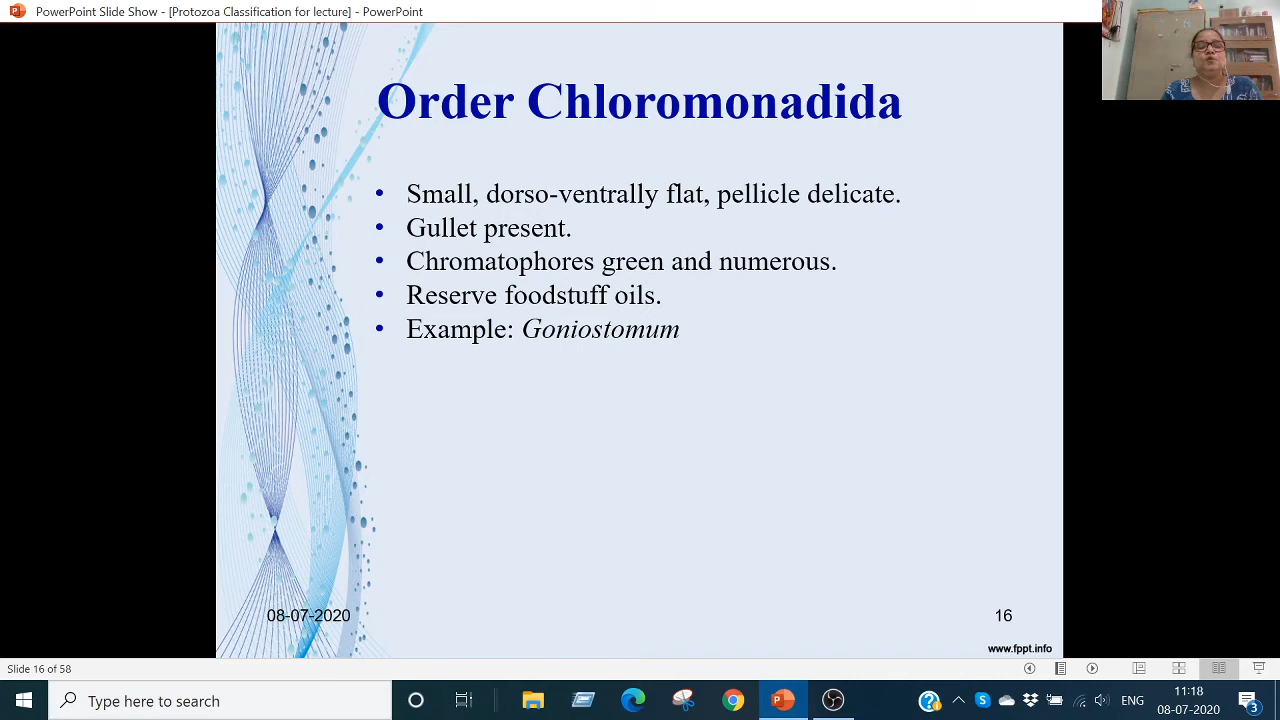 PowerPoint Slide Show - [Protozoa Classification for lecture] - PowerPoint
Order Chloromonadida
• Small, dorso-ventrally flat, pellicle delicate.
• Gullet present.
• Chromatophores green and numerous.
• Reserve foodstuff oils.
• Example: Goniostomum
08-07-2020
16
www.fppt.info
Slide 16 of 58
Type here to search
ENG
11:18
08-07-2020
3